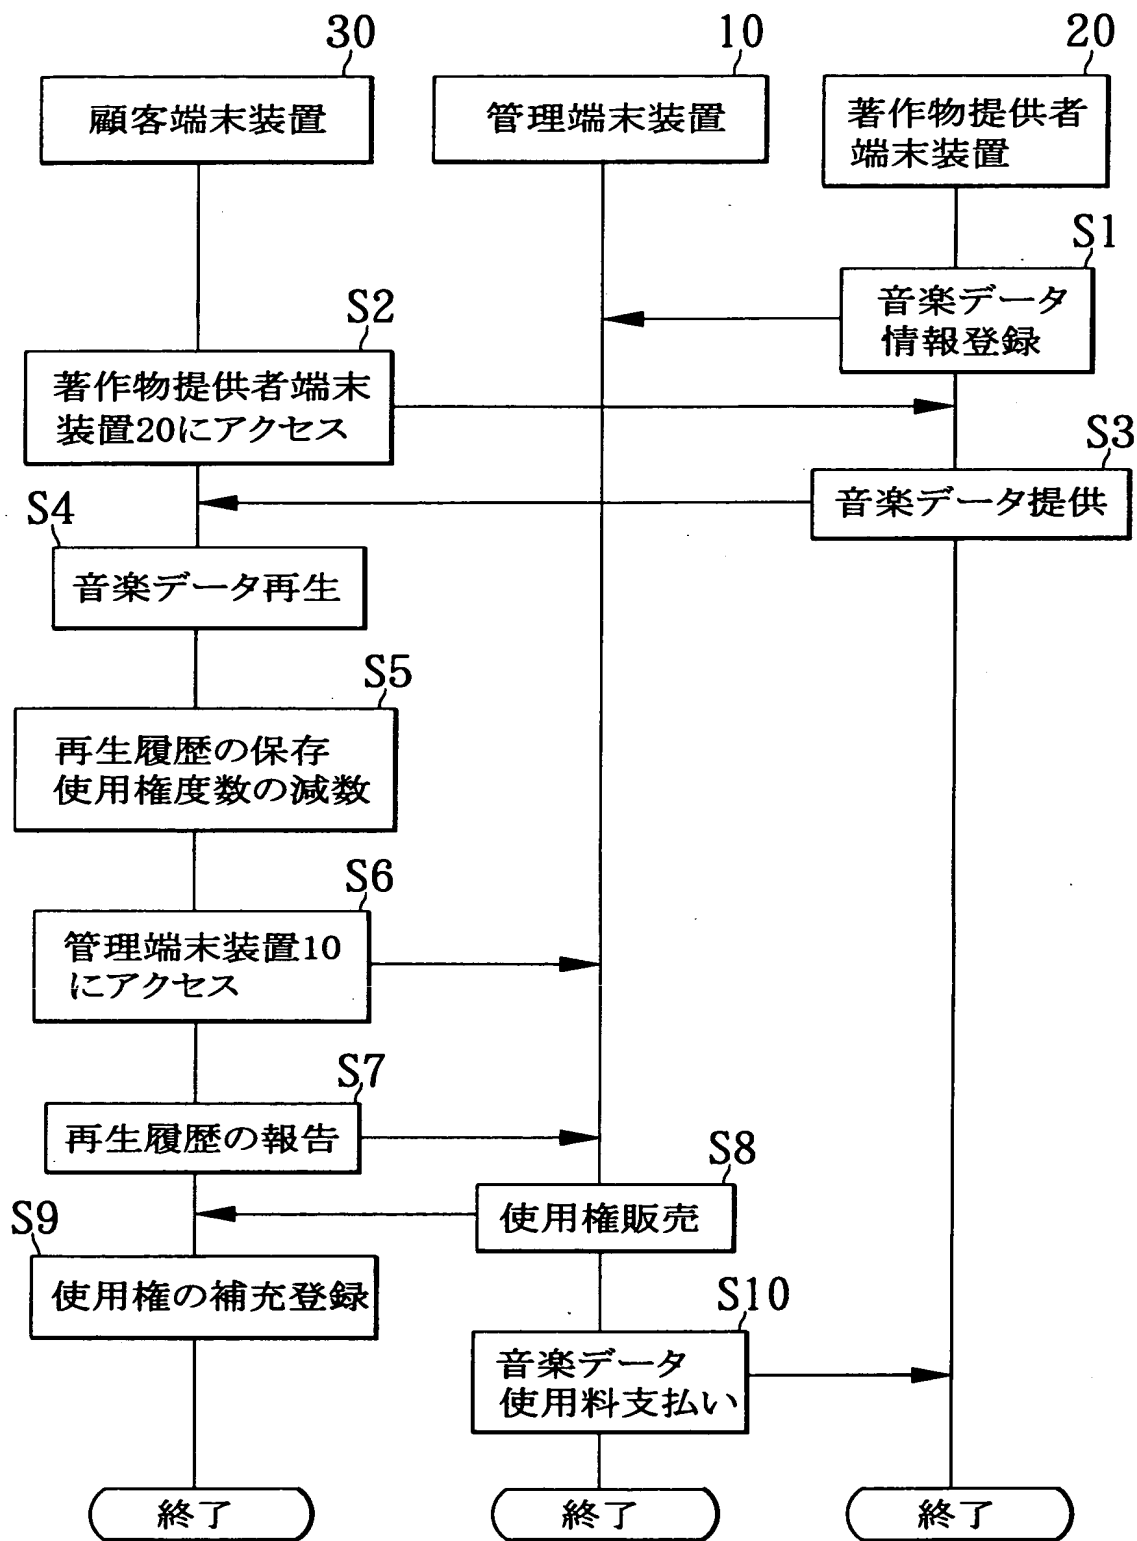 30
10
20
顧客端末装置
管理端末装置
著作物提供者
端末装置
S1
音楽データ
情報登録
S2
著作物提供者端末
装置20にアクセス
S3
音楽データ提供
S4
音楽データ再生
S5
再生履歴の保存
使用権度数の減数
S6
管理端末装置10
にアクセス
S7
再生履歴の報告
S8
使用権販売
S9
使用権の補充登録
S10
音楽データ
使用料支払い
終了
終了
終了